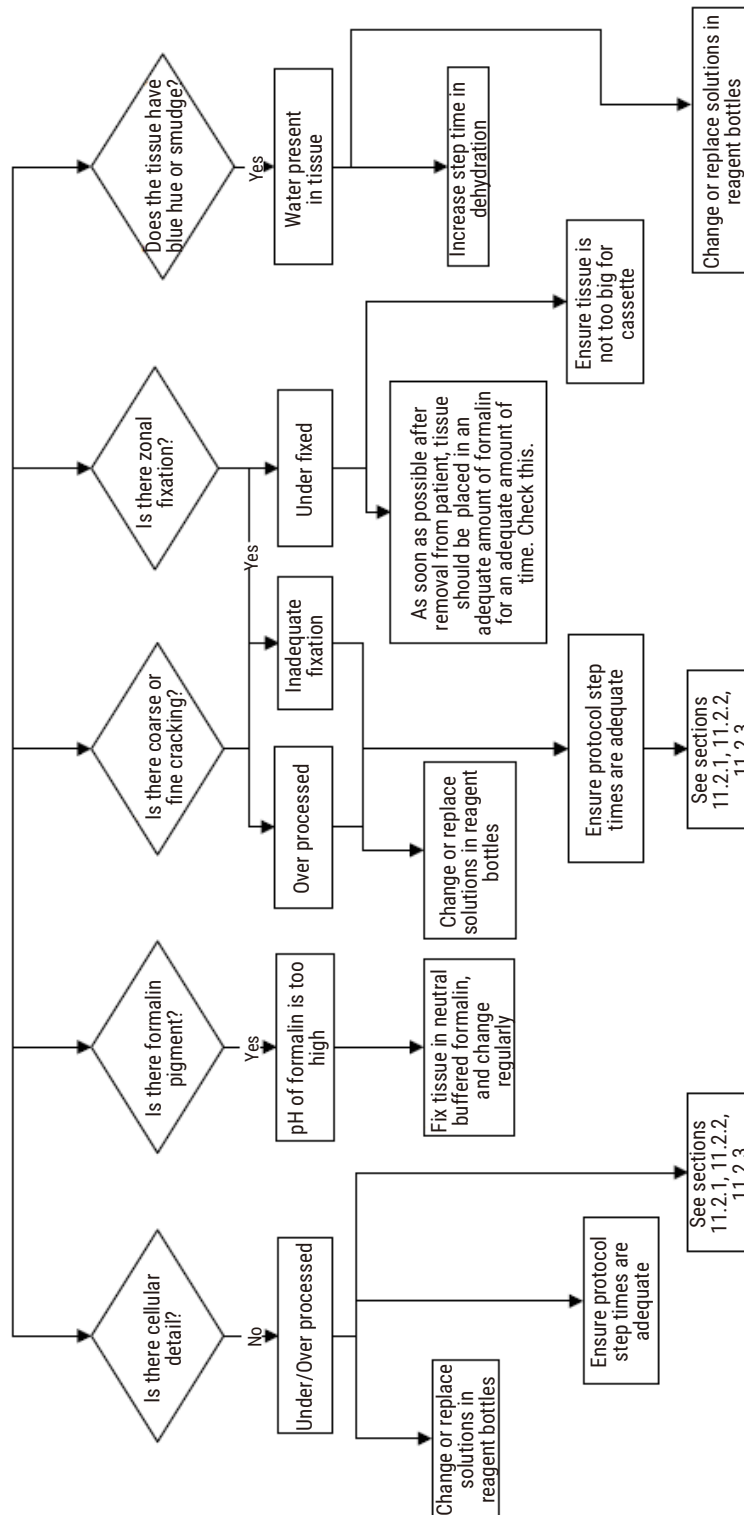 Is there cellular
detail?
No
Under/Over processed
Change or replace
solutions in
reagent bottles
Ensure protocol
step times are
adequate
See sections
11.2.1, 11.2.2,
11.2.3
Is there formalin
pigment?
Yes
pH of formalin is too
high
Fix tissue in neutral
buffered formalin,
and change
regularly
Is there coarse or
fine cracking?
Over processed
Inadequate
fixation
Change or replace
solutions in reagent
bottles
Ensure protocol step
times are adequate
See sections
11.2.1, 11.2.2,
11.2.3
Is there zonal
fixation?
Yes
Under fixed
As soon as possible after
removal from patient, tissue
should be placed in an
adequate amount of formalin
for an adequate amount of
time. Check this.
Ensure tissue is
not too big for
cassette
Does the tissue have
blue hue or smudge?
Yes
Water present
in tissue
Increase step time in
dehydration
Change or replace solutions in
reagent bottles